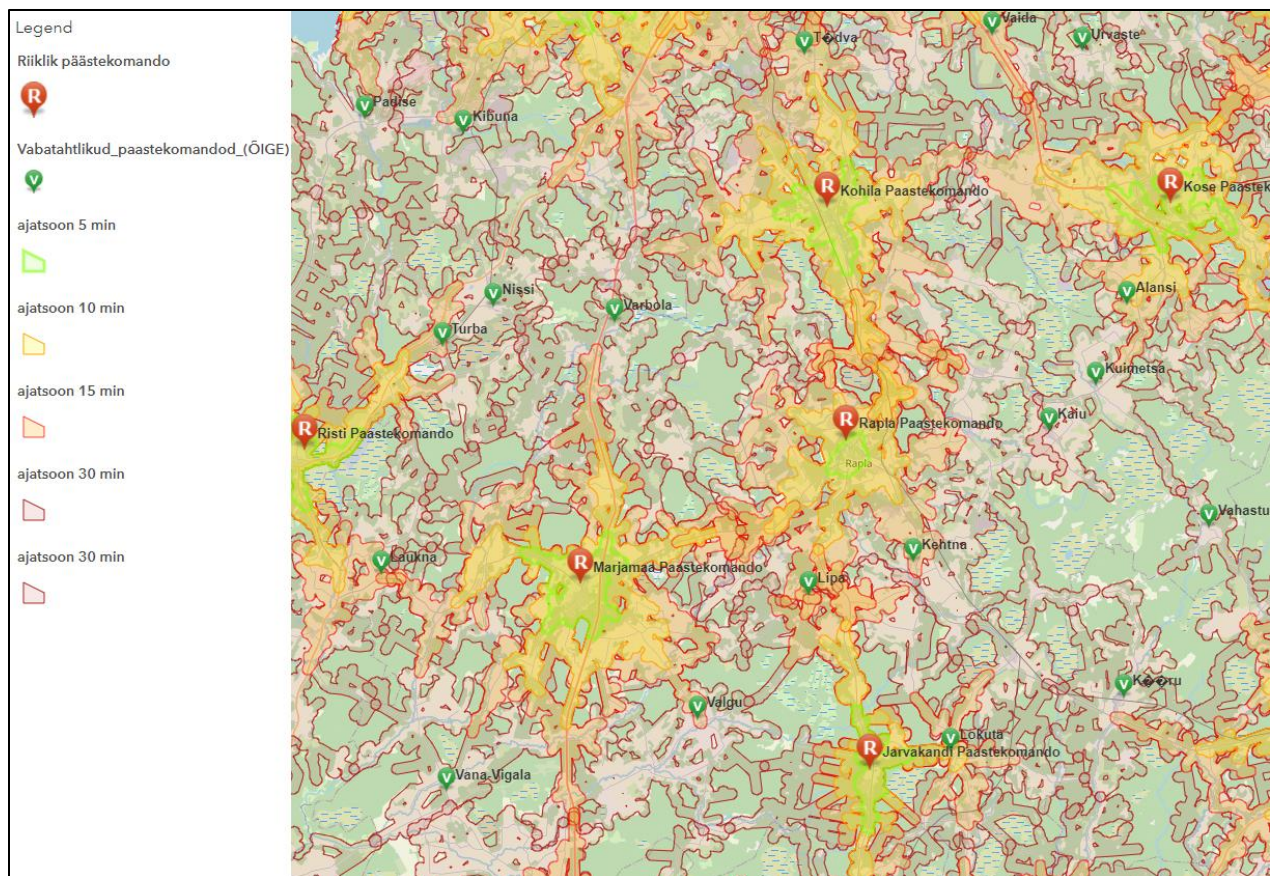 Legend
Riiklik päästekomando
R
Vabatahtlikud_paastekomandod_(ÕIGE)
V
ajatsoon 5 min
ajatsoon 10 min
ajatsoon 15 min
ajatsoon 30 min
ajatsoon 30 min
Vaida
T�dva
Urvaste
Padise
Kibuna
Kohila Paastekomando
Kose Paastek
Nissi
Alansi
Varbola
Turba
Kuimetsa
Kaiu
Rapla Paastekomando
Risti Paastekomando
Rapla
Vahastu
Kehtna
Laukna
Marjamaa Paastekomando
Lipa
K��ru
Valgu
Lokuta
Jarvakandi Paastekomando
Vana-Vigala